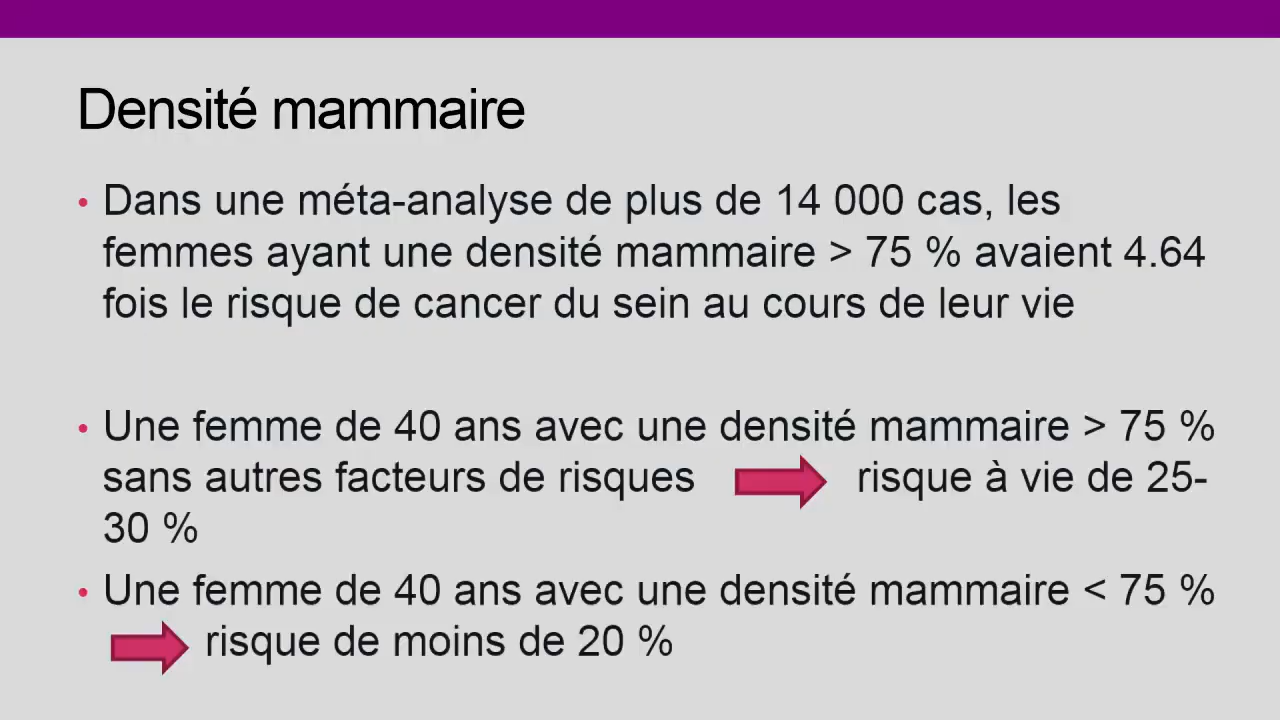 Densité mammaire
• Dans une méta-analyse de plus de 14 000 cas, les
femmes ayant une densité mammaire > 75 % avaient 4.64
fois le risque de cancer du sein au cours de leur vie
• Une femme de 40 ans avec une densité mammaire > 75 %
sans autres facteurs de risques risque à vie de 25-
30 %
• Une femme de 40 ans avec une densité mammaire < 75 %
risque de moins de 20 %